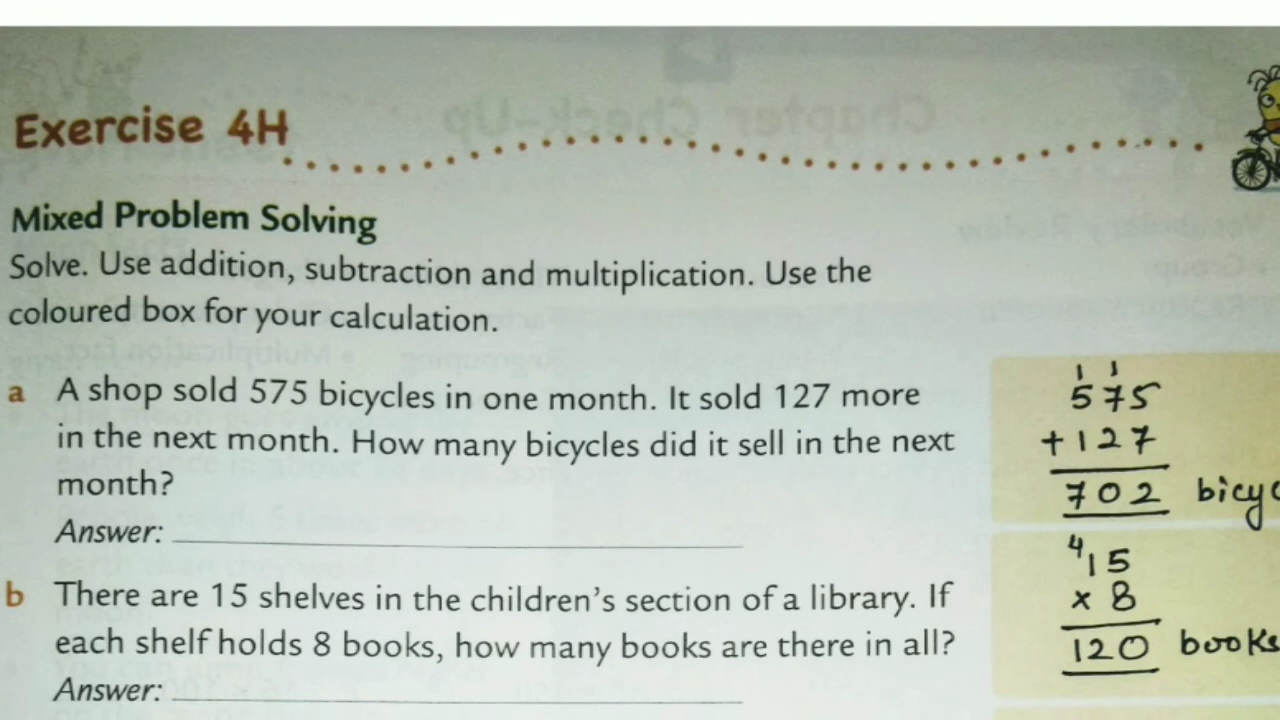 Exercise 4H
Mixed Problem Solving
Solve. Use addition, subtraction and multiplication. Use the
coloured box for your calculation.
a A shop sold 575 bicycles in one month. It sold 127 more
in the next month. How many bicycles did it sell in the next
month?
Answer:
1 1
575
+127
702 bicyc
b There are 15 shelves in the children's section of a library. If
each shelf holds 8 books, how many books are there in all?
Answer:
4
15
x 8
120 books